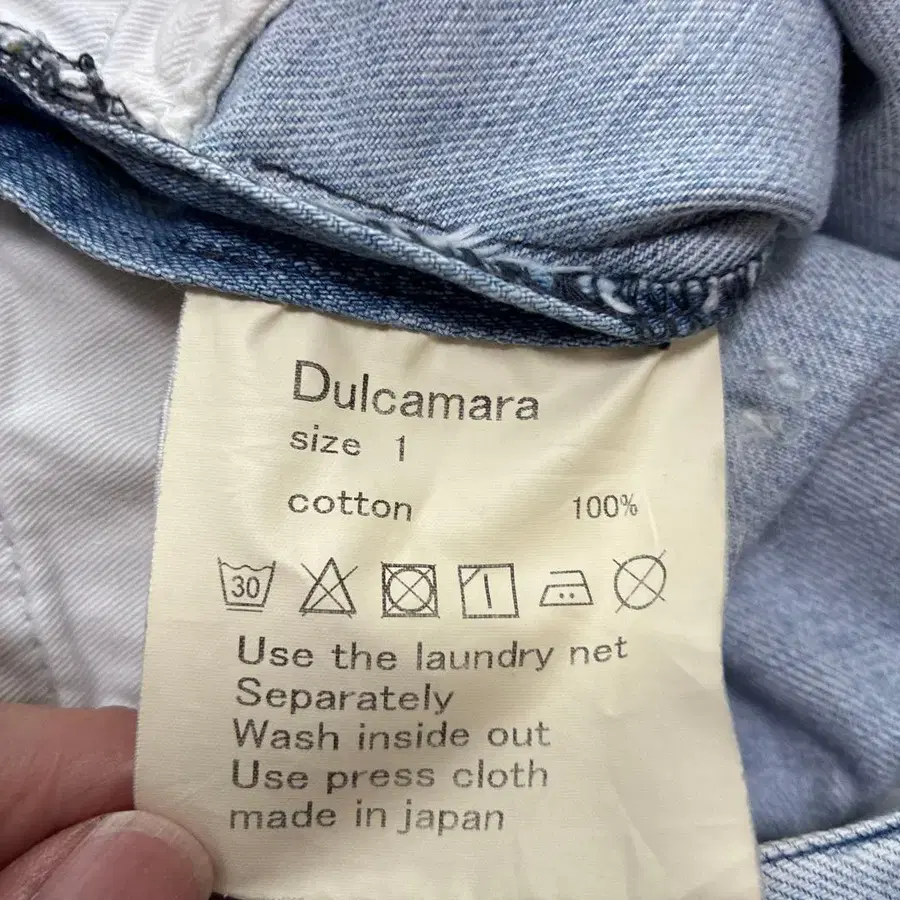 Dulcamara
size 1
cotton 100%
30
Use the laundry net
Separately
Wash inside out
Use press cloth
made in japan